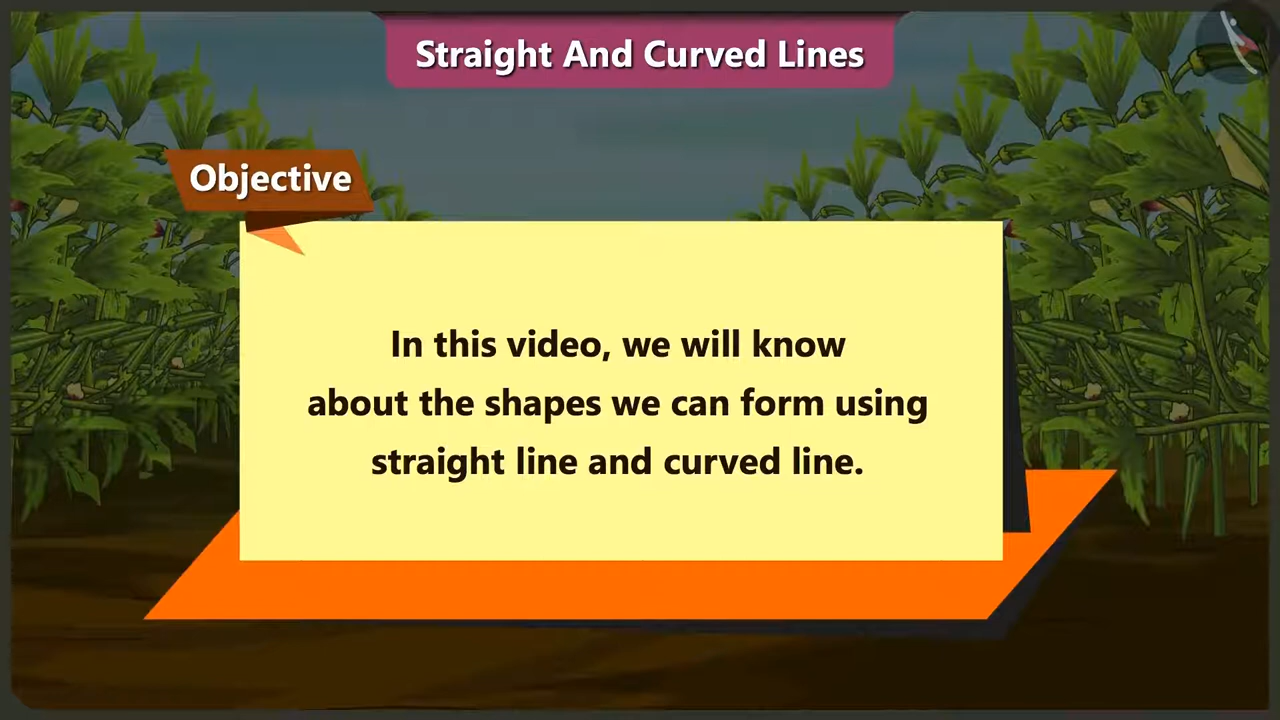 Straight And Curved Lines
Objective
In this video, we will know
about the shapes we can form using
straight line and curved line.